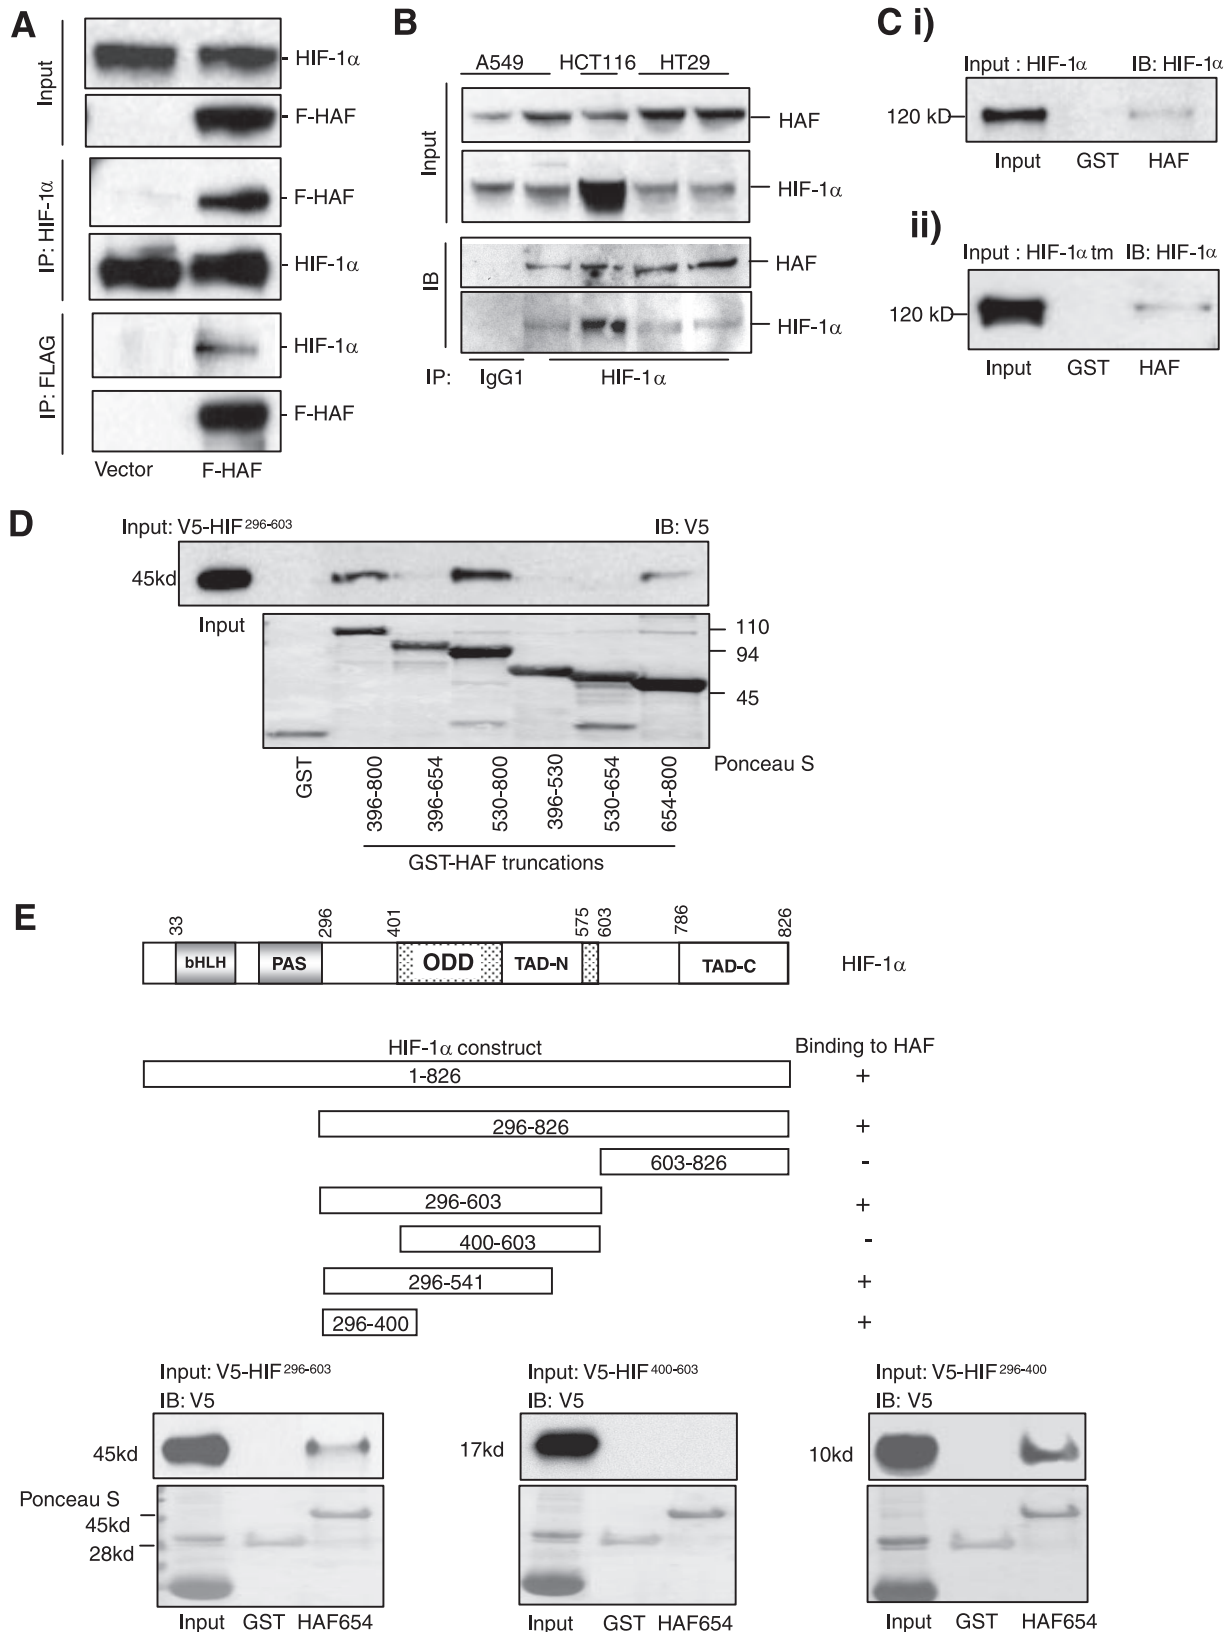 A
Input
HIF-1α
F-HAF
IP: HIF-1α
F-HAF
HIF-1α
IP: FLAG
HIF-1α
F-HAF
Vector F-HAF
B
A549 HCT116 HT29
Input
HAF
HIF-1α
IB
HAF
HIF-1α
IP: IgG1 HIF-1α
C i)
Input : HIF-1α IB: HIF-1α
120 kD
Input GST HAF
ii)
Input : HIF-1α tm IB: HIF-1α
120 kD
Input GST HAF
D
Input: V5-HIF296-603 IB: V5
45kd
Input
110
94
45
Ponceau S
GST
396-800
396-654
530-800
396-530
530-654
654-800
GST-HAF truncations
E
33 296 401 575 603 786 826
bHLH PAS ODD TAD-N TAD-C HIF-1α
HIF-1α construct Binding to HAF
1-826 +
296-826 +
603-826 -
296-603 +
400-603 -
296-541 +
296-400 +
Input: V5-HIF296-603
IB: V5
45kd
Ponceau S
45kd
28kd
Input GST HAF654
Input: V5-HIF400-603
IB: V5
17kd
Input GST HAF654
Input: V5-HIF296-400
IB: V5
10kd
Input GST HAF654